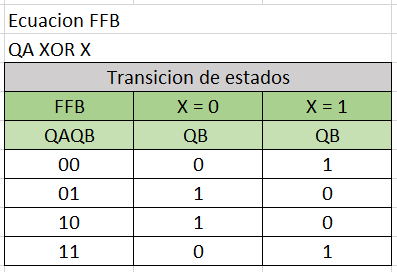 Ecuacion FFB
QA XOR X
Transicion de estados
FFB X = 0 X = 1
QAQB QB QB
00 0 1
01 1 0
10 1 0
11 0 1